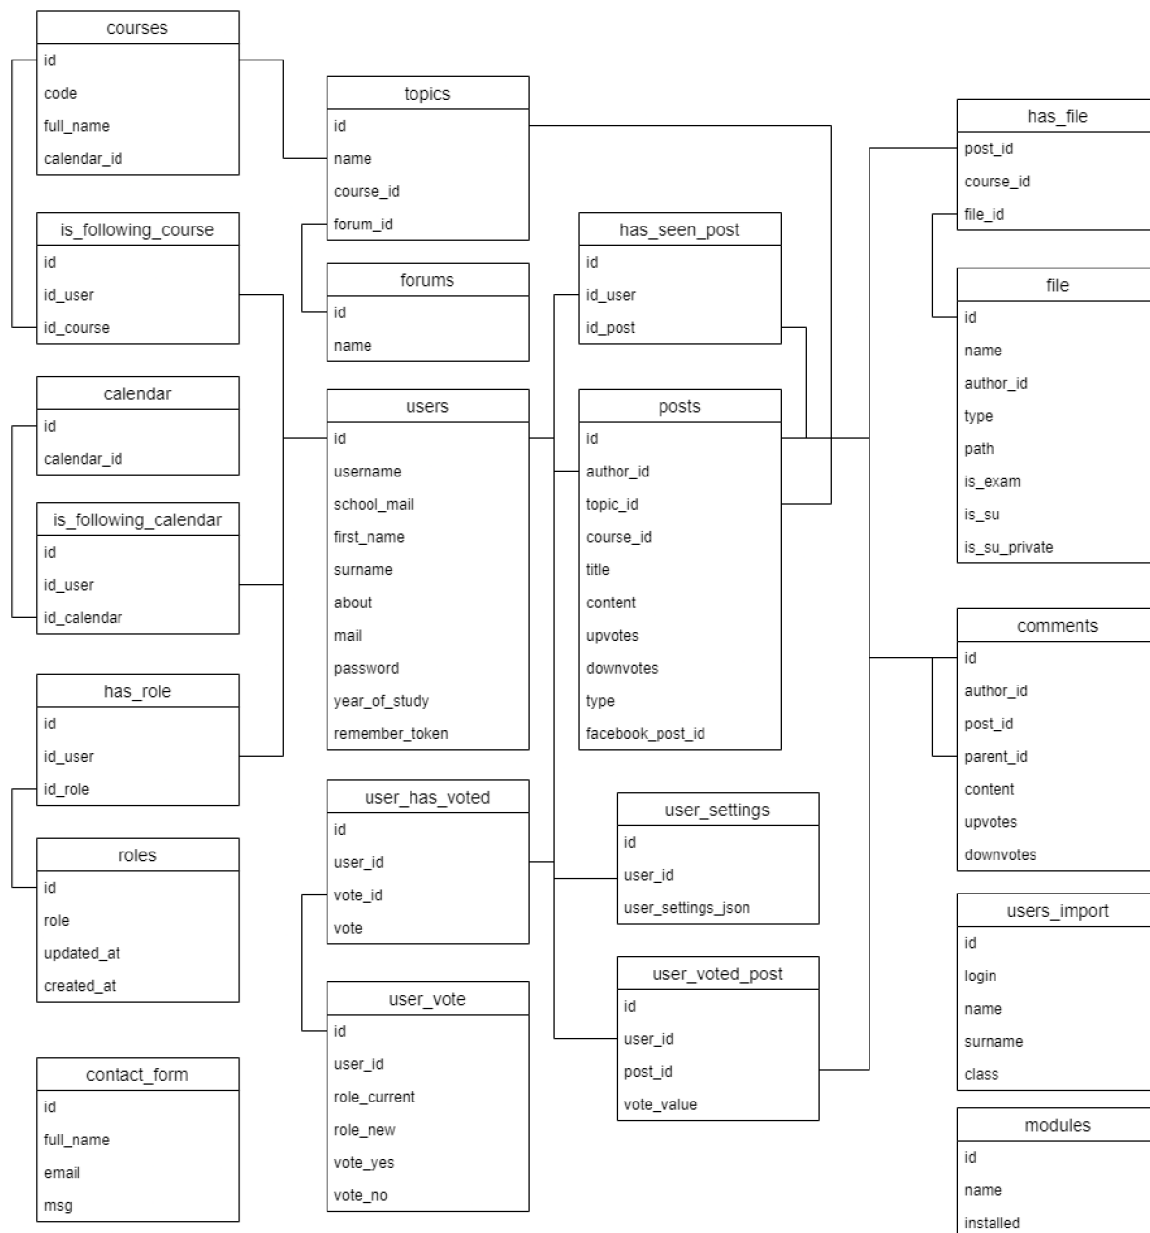 courses
id
code
full_name
calendar_id
is_following_course
id
id_user
id_course
calendar
id
calendar_id
is_following_calendar
id
id_user
id_calendar
has_role
id
id_user
id_role
roles
id
role
updated_at
created_at
contact_form
id
full_name
email
msg
topics
id
name
course_id
forum_id
forums
id
name
users
id
username
school_mail
first_name
surname
about
mail
password
year_of_study
remember_token
user_has_voted
id
user_id
vote_id
vote
user_vote
id
user_id
role_current
role_new
vote_yes
vote_no
has_seen_post
id
id_user
id_post
posts
id
author_id
topic_id
course_id
title
content
upvotes
downvotes
type
facebook_post_id
user_settings
id
user_id
user_settings_json
user_voted_post
id
user_id
post_id
vote_value
has_file
post_id
course_id
file_id
file
id
name
author_id
type
path
is_exam
is_su
is_su_private
comments
id
author_id
post_id
parent_id
content
upvotes
downvotes
users_import
id
login
name
surname
class
modules
id
name
installed